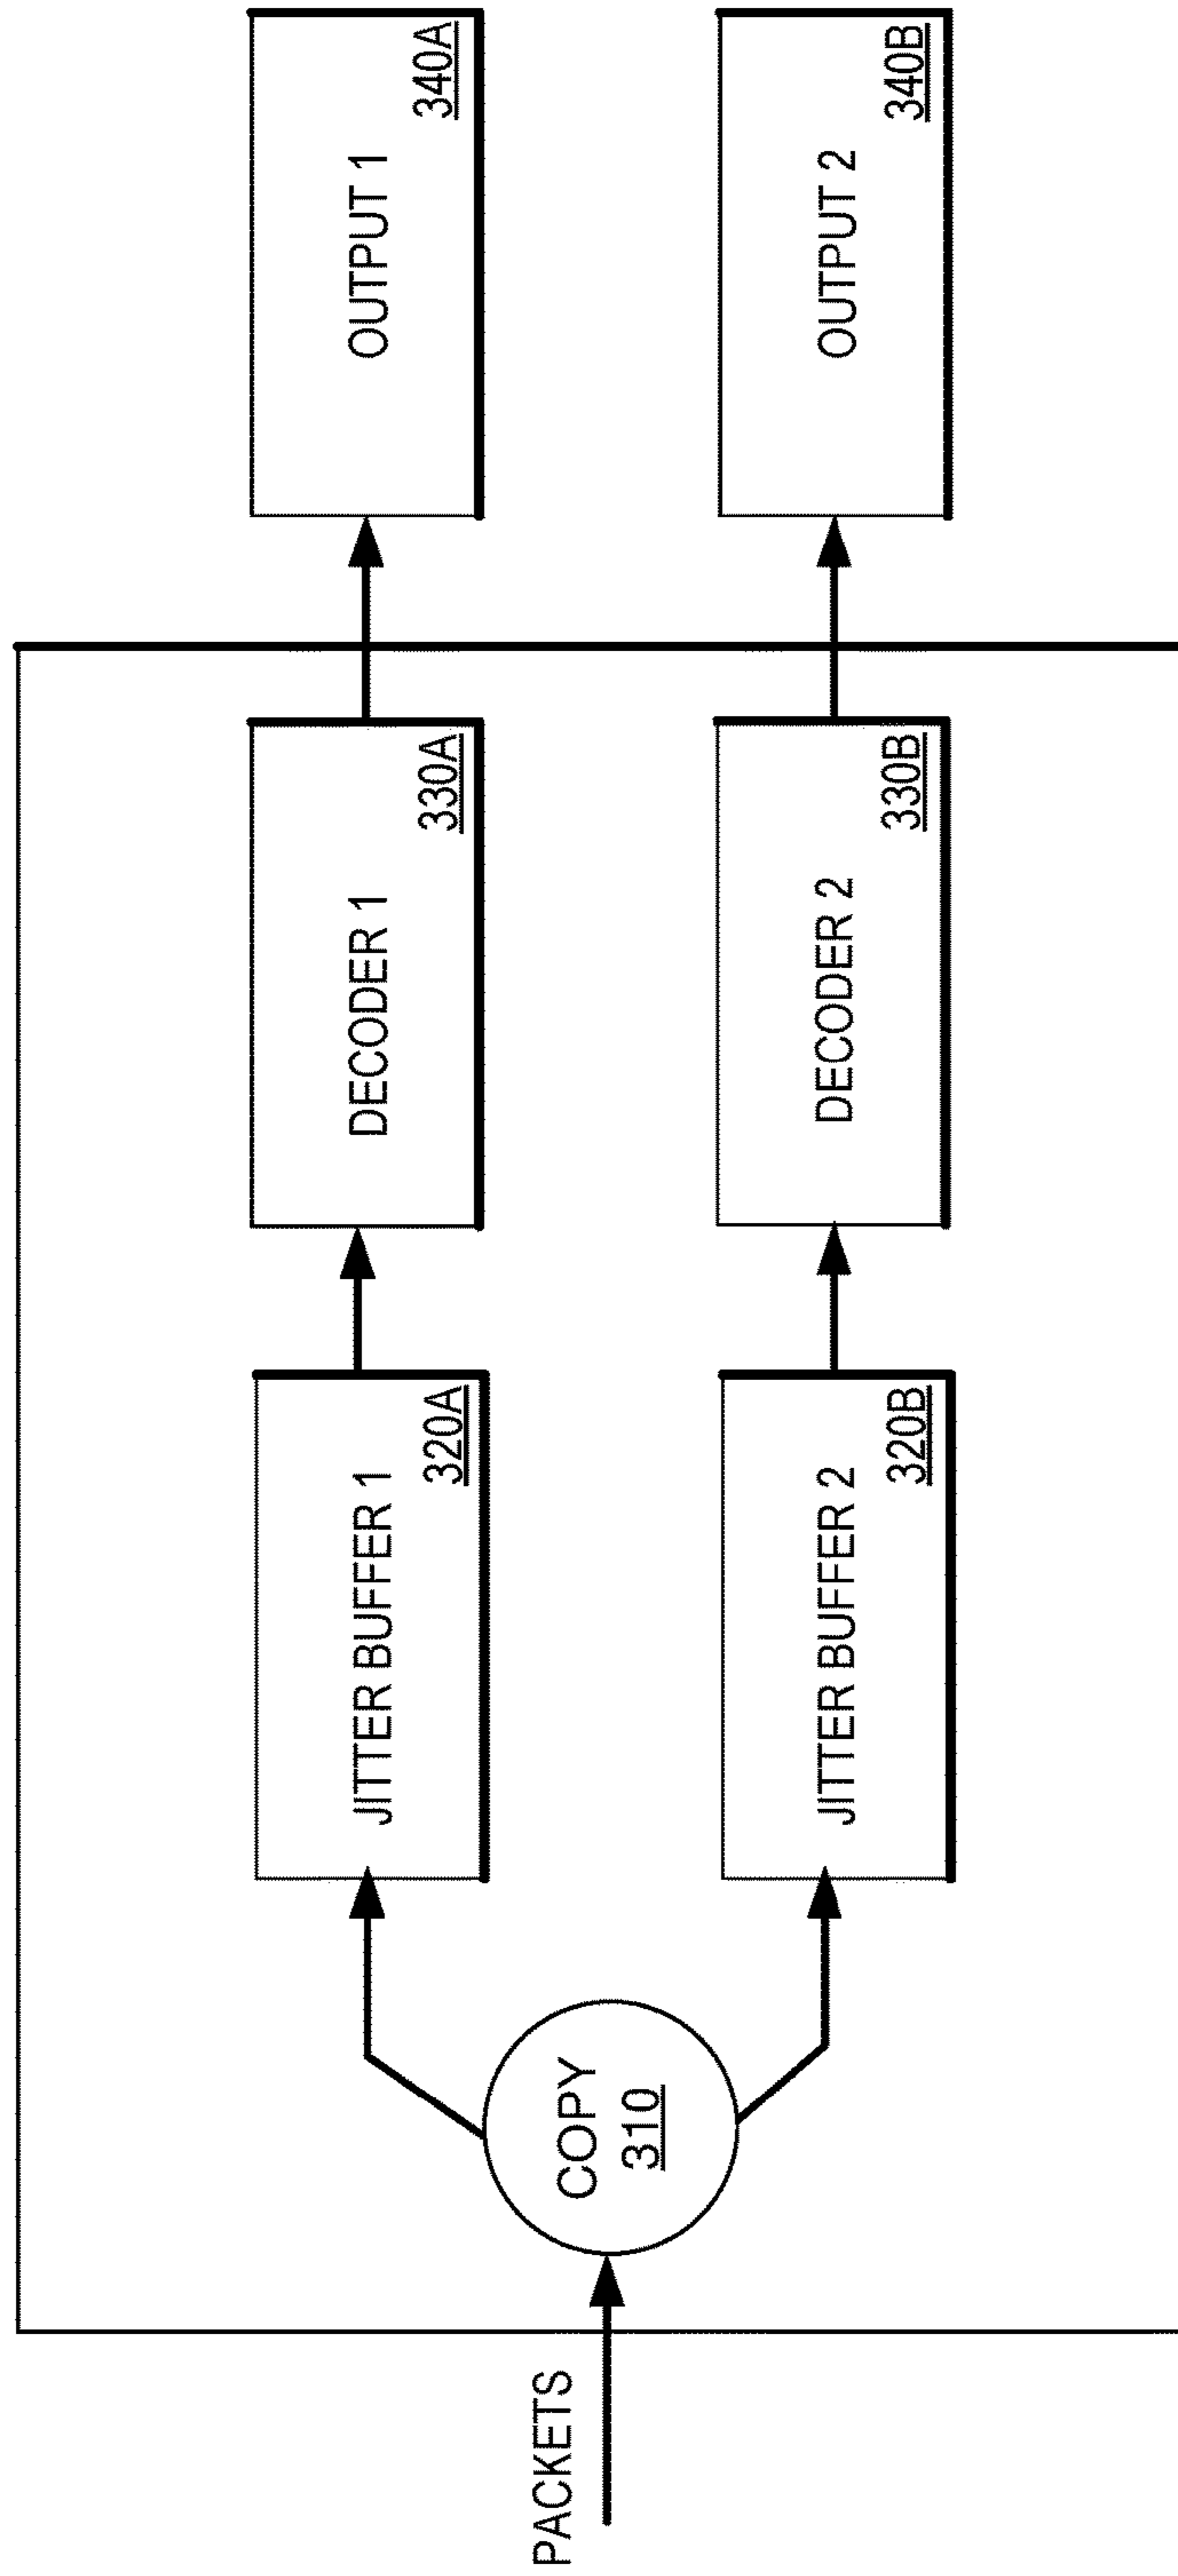 PACKETS
COPY
310
JITTER BUFFER 1
320A
DECODER 1
330A
OUTPUT 1
340A
JITTER BUFFER 2
320B
DECODER 2
330B
OUTPUT 2
340B